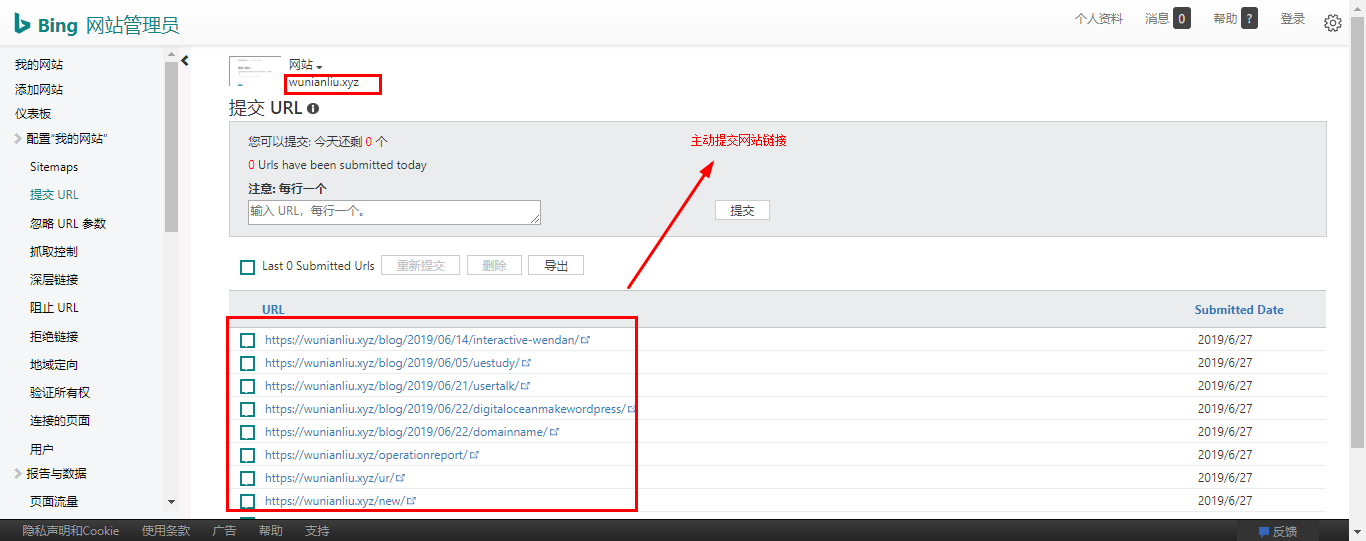 Bing 网站管理员
个人资料 消息 0 帮助 ? 登录
我的网站
添加网站
仪表板
配置“我的网站”
Sitemaps
提交 URL
忽略 URL 参数
抓取控制
深层链接
阻止 URL
拒绝链接
地域定向
验证所有权
连接的页面
用户
报告与数据
页面流量
网站
wunianliu.xyz
提交 URL
您可以提交: 今天还剩 0 个
主动提交网站链接
0 Urls have been submitted today
注意: 每行一个
输入 URL，每行一个。
提交
Last 0 Submitted Urls 重新提交 删除 导出
URL Submitted Date
https://wunianliu.xyz/blog/2019/06/14/interactive-wendan/ 2019/6/27
https://wunianliu.xyz/blog/2019/06/05/uestudy/ 2019/6/27
https://wunianliu.xyz/blog/2019/06/21/usertalk/ 2019/6/27
https://wunianliu.xyz/blog/2019/06/22/digitaloceanmakewordpress/ 2019/6/27
https://wunianliu.xyz/blog/2019/06/22/domainname/ 2019/6/27
https://wunianliu.xyz/operationreport/ 2019/6/27
https://wunianliu.xyz/ur/ 2019/6/27
https://wunianliu.xyz/new/ 2019/6/27
隐私声明和Cookie 使用条款 广告 帮助 支持 反馈